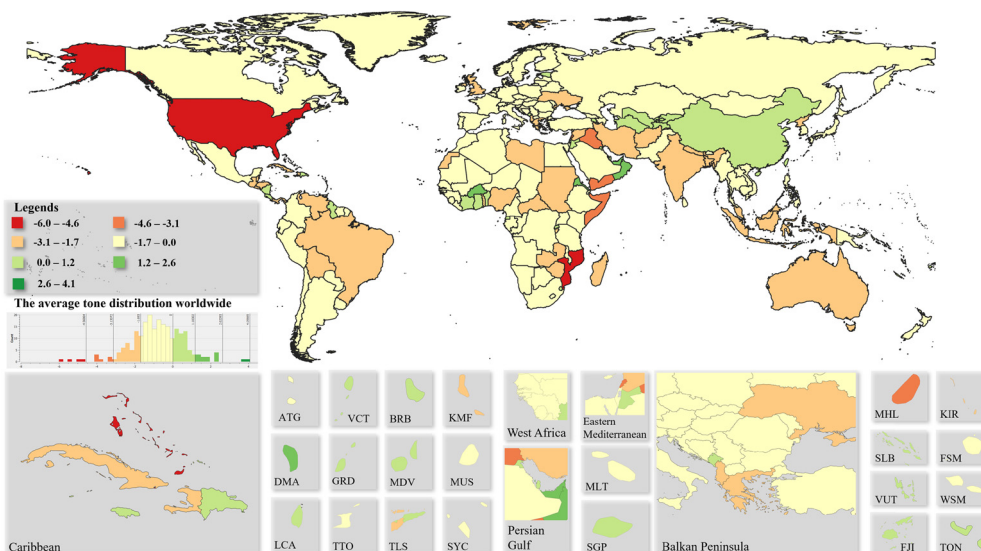 Legends
-6.0 – -4.6
-4.6 – -3.1
-3.1 – -1.7
-1.7 – 0.0
0.0 – 1.2
1.2 – 2.6
2.6 – 4.1
The average tone distribution worldwide
Caribbean
ATG
VCT
BRB
KMF
DMA
GRD
MDV
MUS
LCA
TTO
TLS
SYC
West Africa
Persian
Gulf
Eastern
Mediterranean
MLT
SGP
Balkan Peninsula
MHL
KIR
SLB
FSM
VUT
WSM
FJI
TON